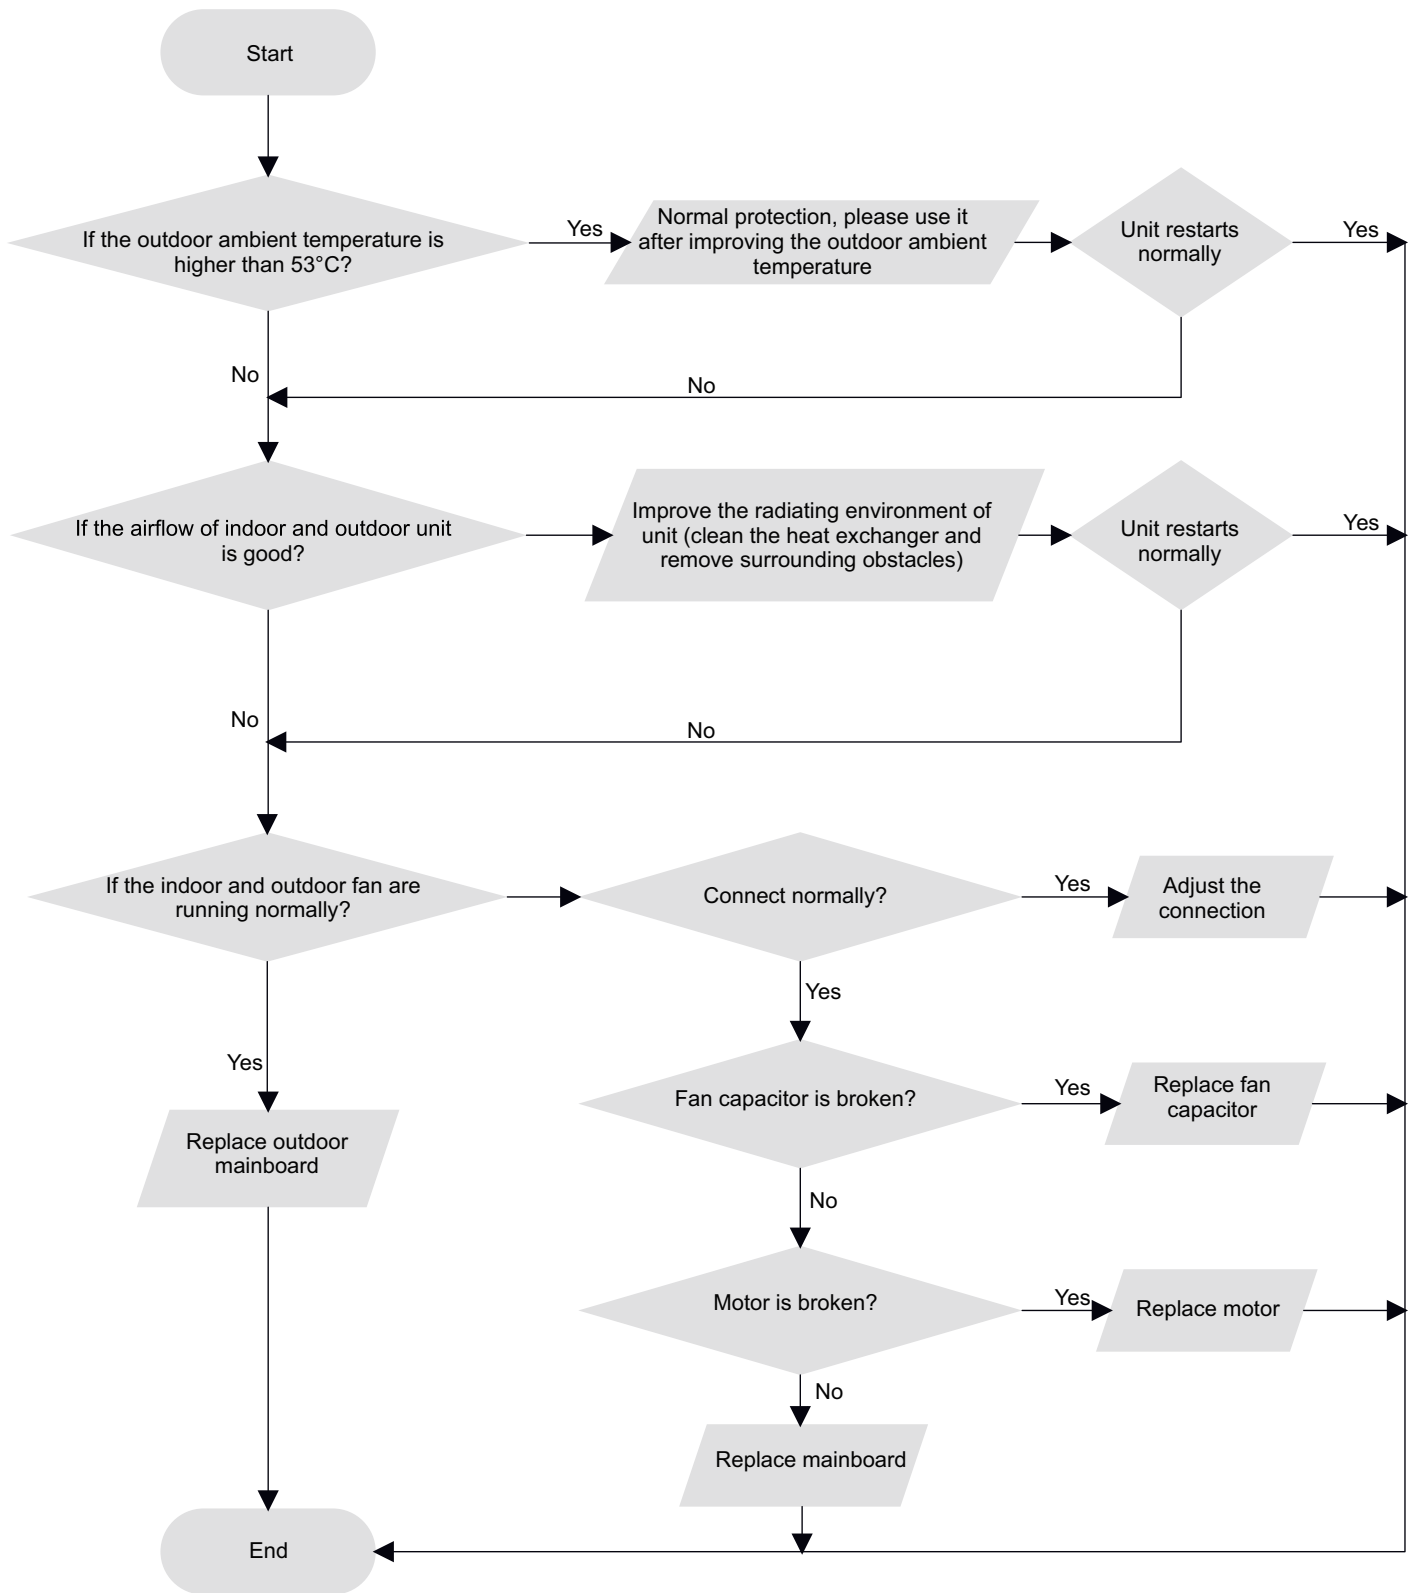 Start
If the outdoor ambient temperature is
higher than 53°C?
Yes
Normal protection, please use it
after improving the outdoor ambient
temperature
Unit restarts
normally
Yes
No
No
If the airflow of indoor and outdoor unit
is good?
Improve the radiating environment of
unit (clean the heat exchanger and
remove surrounding obstacles)
Unit restarts
normally
Yes
No
No
If the indoor and outdoor fan are
running normally?
Connect normally?
Yes
Adjust the
connection
Yes
Yes
Fan capacitor is broken?
Yes
Replace fan
capacitor
Replace outdoor
mainboard
No
Motor is broken?
Yes
Replace motor
No
Replace mainboard
End